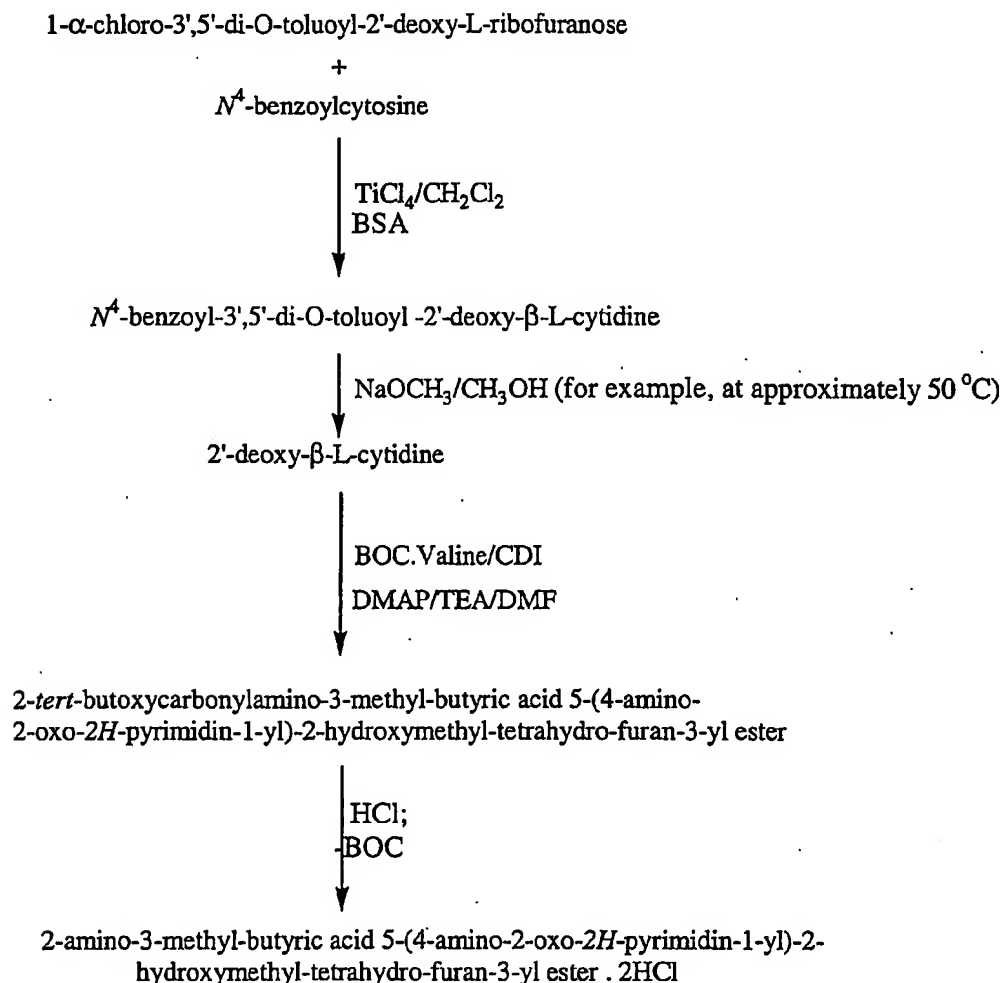 1-α-chloro-3',5'-di-O-toluoyl-2'-deoxy-L-ribofuranose
+
N⁴-benzoylcytosine
TiCl₄/CH₂Cl₂
BSA
N⁴-benzoyl-3',5'-di-O-toluoyl -2'-deoxy-β-L-cytidine
NaOCH₃/CH₃OH (for example, at approximately 50 °C)
2'-deoxy-β-L-cytidine
BOC.Valine/CDI
DMAP/TEA/DMF
2-tert-butoxycarbonylamino-3-methyl-butyric acid 5-(4-amino-
2-oxo-2H-pyrimidin-1-yl)-2-hydroxymethyl-tetrahydro-furan-3-yl ester
HCl;
-BOC
2-amino-3-methyl-butyric acid 5-(4-amino-2-oxo-2H-pyrimidin-1-yl)-2-
hydroxymethyl-tetrahydro-furan-3-yl ester . 2HCl